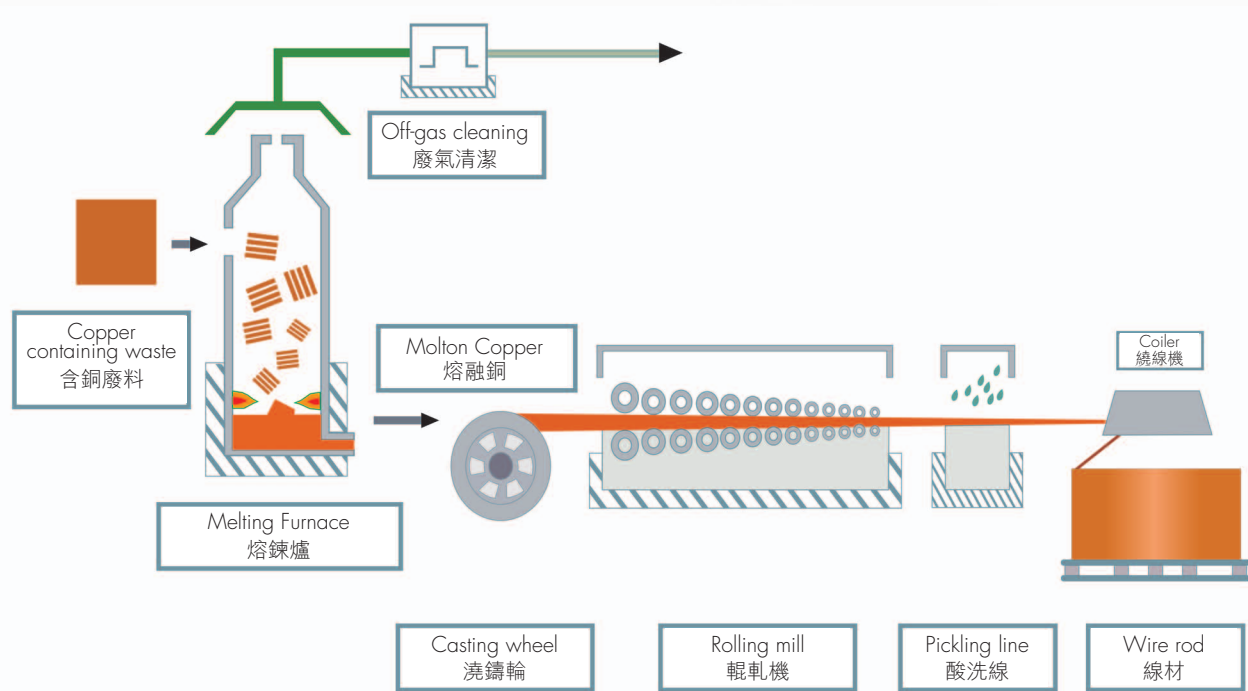 Off-gas cleaning
廢氣清潔
Copper
containing waste
含銅廢料
Molton Copper
熔融銅
Coiler
繞線機
Melting Furnace
熔鍊爐
Casting wheel
澆鑄輪
Rolling mill
輥軋機
Pickling line
酸洗線
Wire rod
線材